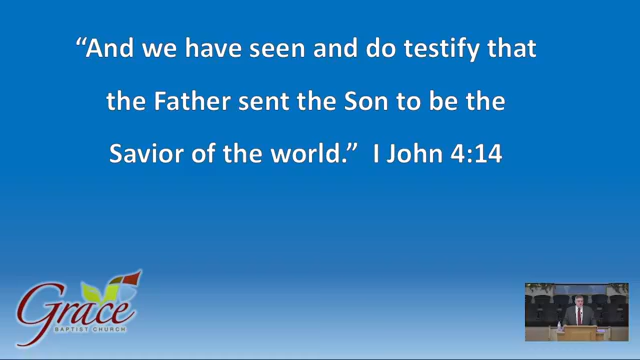 “And we have seen and do testify that
the Father sent the Son to be the
Savior of the world.”  I John 4:14
Grace
BAPTIST CHURCH